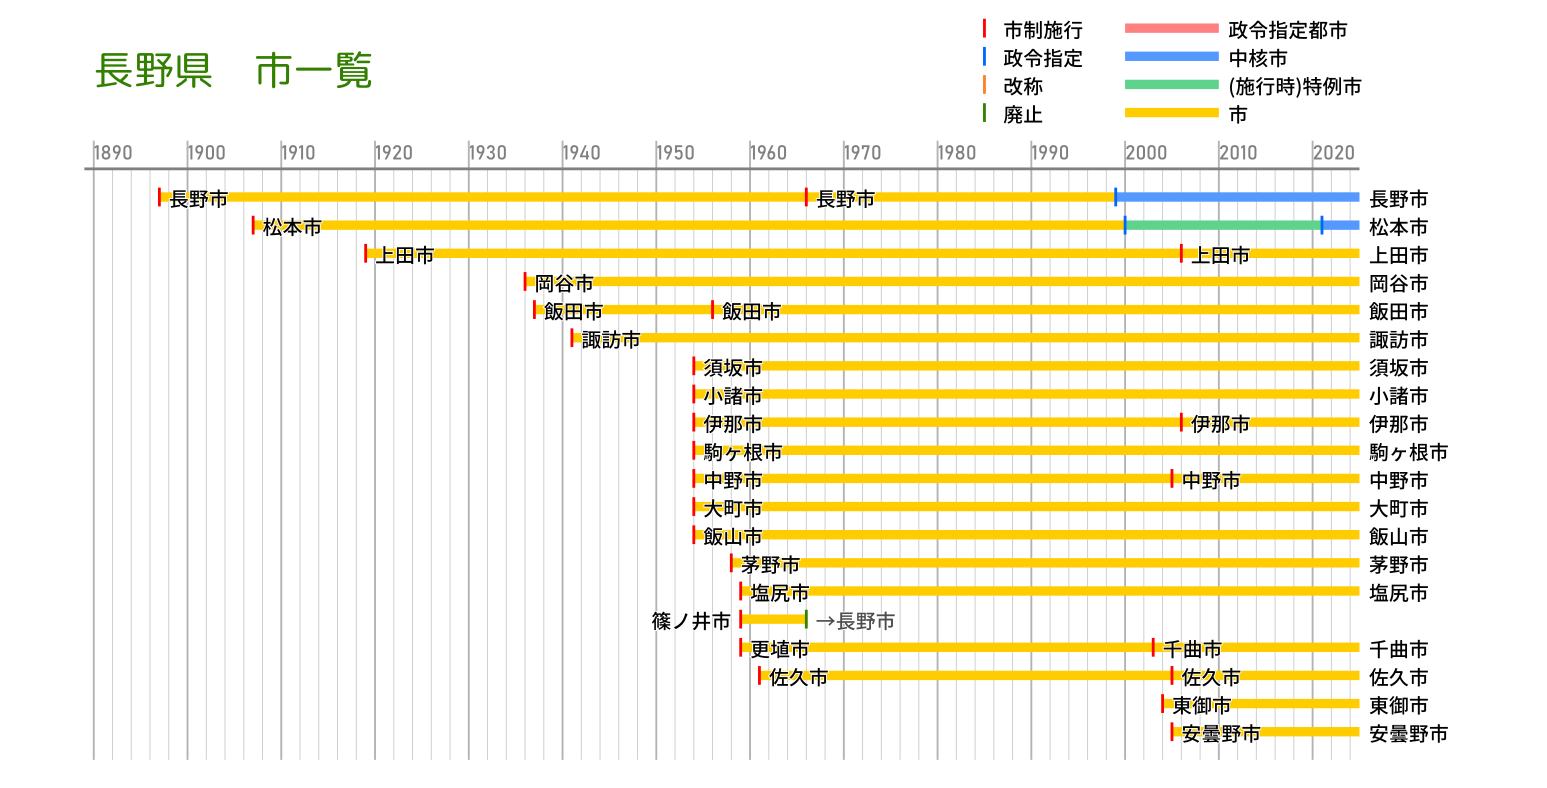 長野県　市一覧
市制施行
政令指定
改称
廃止
政令指定都市
中核市
(施行時)特例市
市
1890 1900 1910 1920 1930 1940 1950 1960 1970 1980 1990 2000 2010 2020
長野市 長野市 長野市
松本市 松本市
上田市 上田市 上田市
岡谷市 岡谷市
飯田市 飯田市 飯田市
諏訪市 諏訪市
須坂市 須坂市
小諸市 小諸市
伊那市 伊那市 伊那市
駒ヶ根市 駒ヶ根市
中野市 中野市 中野市
大町市 大町市
飯山市 飯山市
茅野市 茅野市
塩尻市 塩尻市
篠ノ井市 →長野市
更埴市 千曲市 千曲市
佐久市 佐久市 佐久市
東御市 東御市
安曇野市 安曇野市